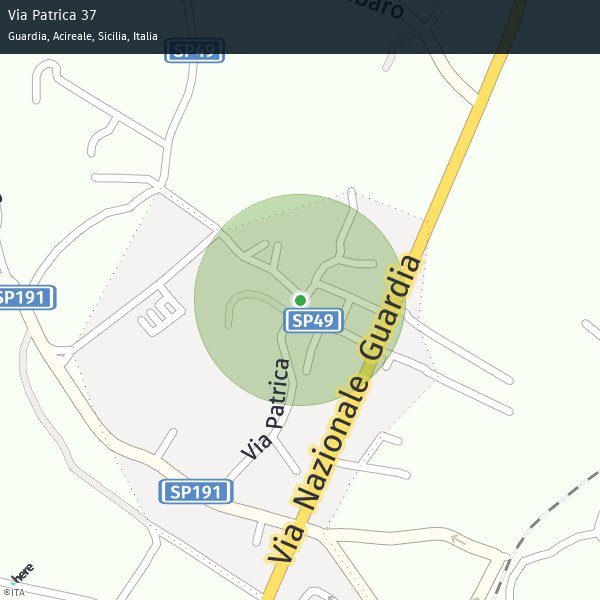 Via Patrica 37
Guardia, Acireale, Sicilia, Italia
SP49
SP191
SP49
Via Nazionale Guardia
Via Patrica
SP191
here
©ITA